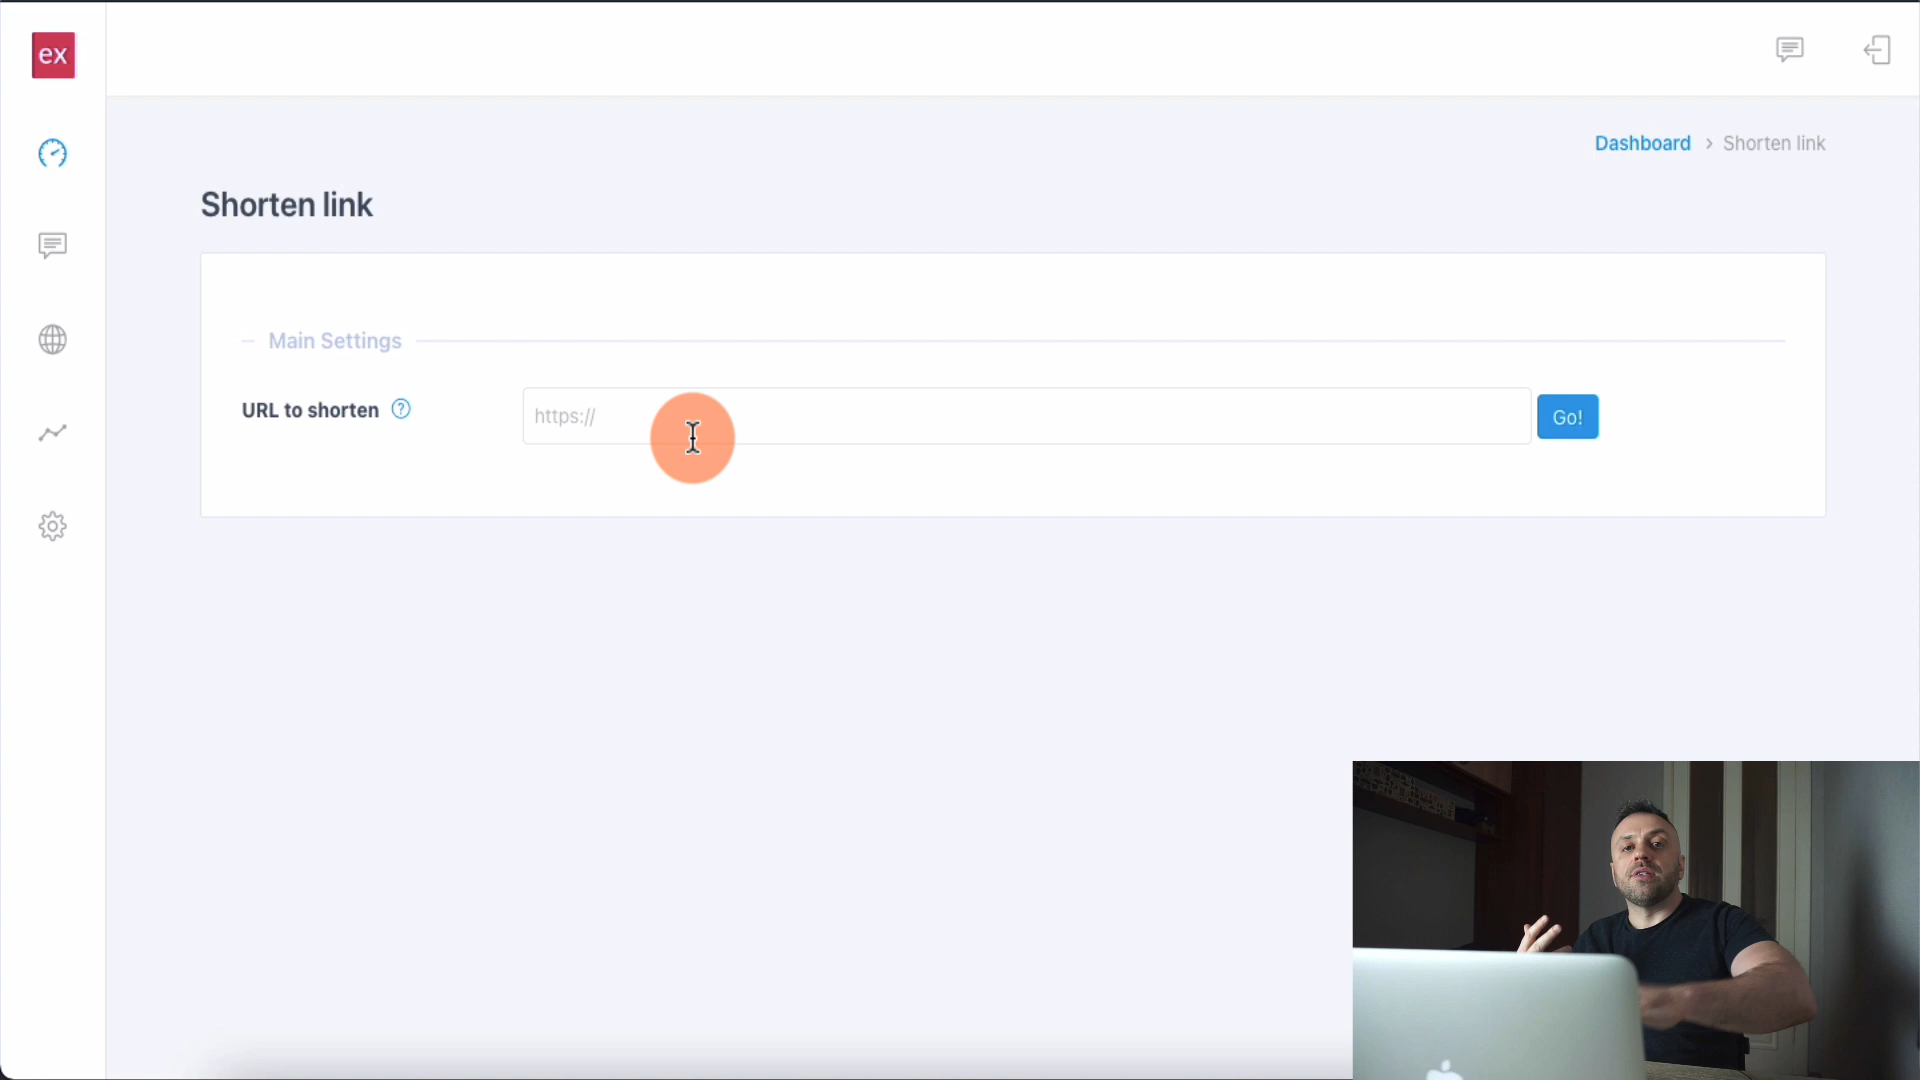 ex
Dashboard > Shorten link
Shorten link
Main Settings
URL to shorten ?
https://
Go!